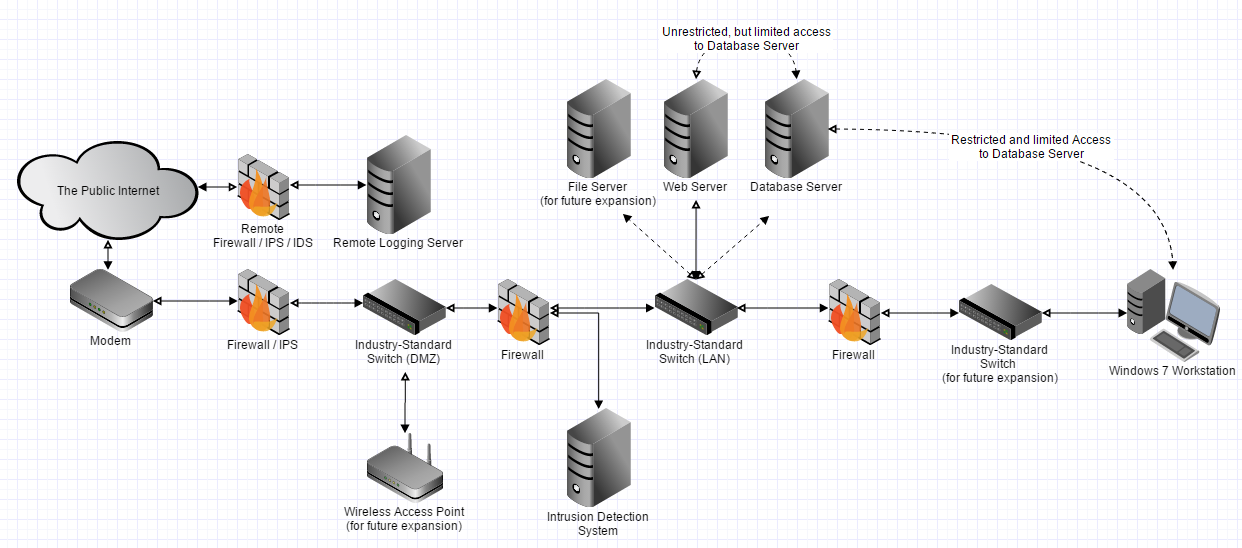 Unrestricted, but limited access
to Database Server
Restricted and limited Access
to Database Server
The Public Internet
File Server
(for future expansion)
Web Server
Database Server
Remote
Firewall / IPS / IDS
Remote Logging Server
Modem
Firewall / IPS
Industry-Standard
Switch (DMZ)
Firewall
Industry-Standard
Switch (LAN)
Firewall
Industry-Standard
Switch
(for future expansion)
Windows 7 Workstation
Wireless Access Point
(for future expansion)
Intrusion Detection
System